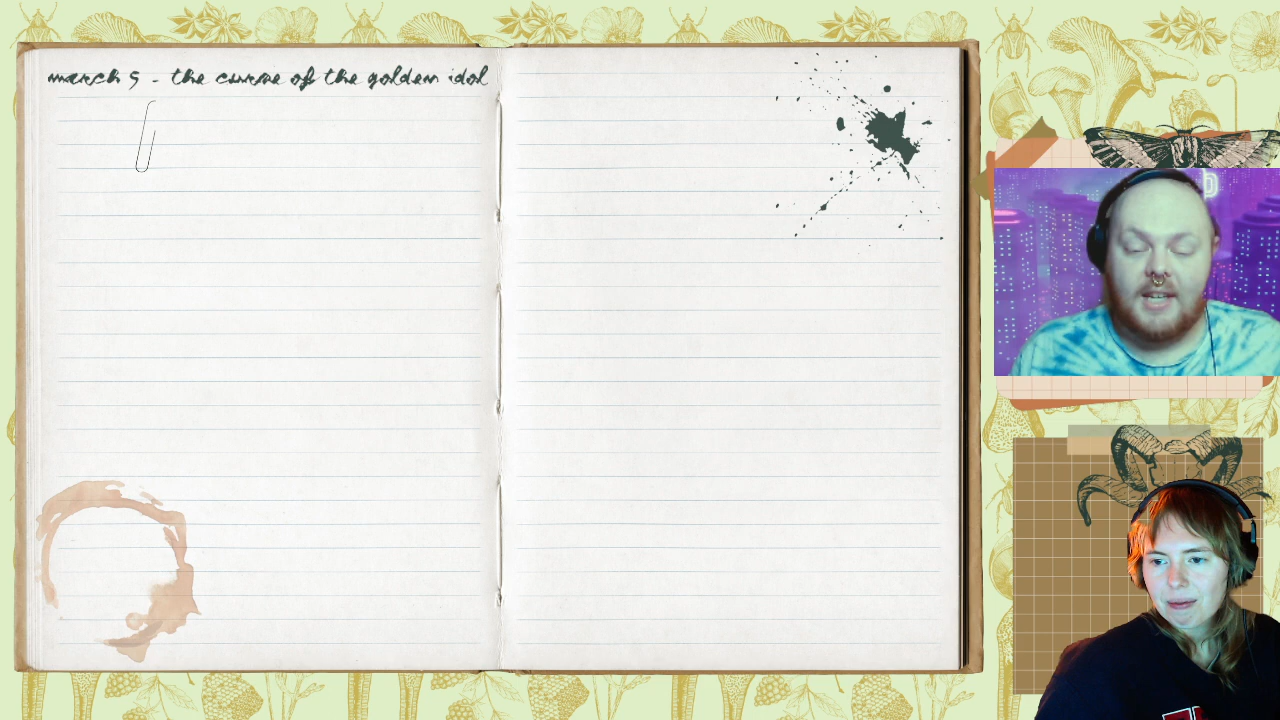 march 5 - the curse of the golden idol
b